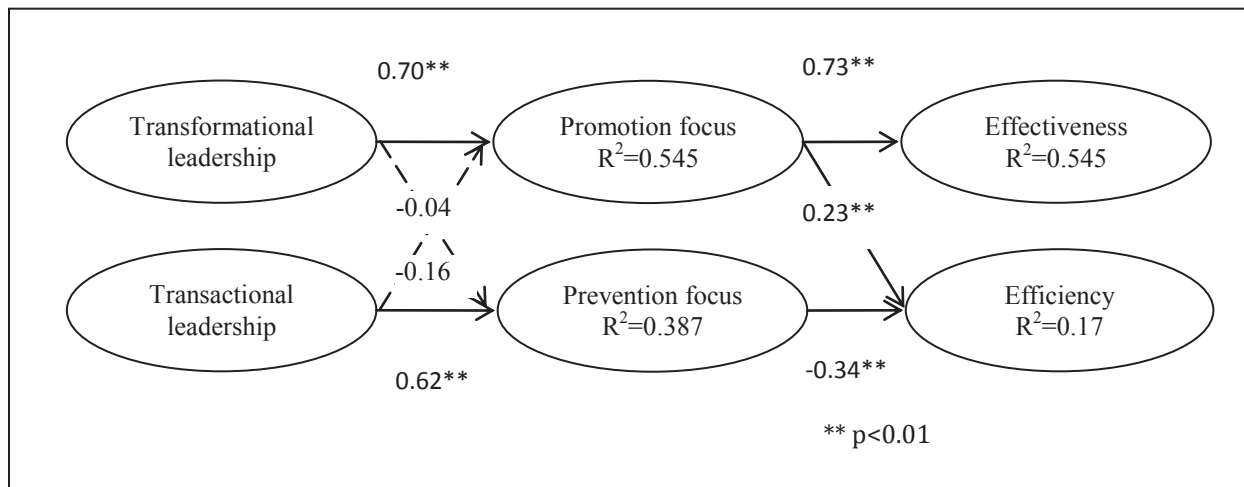 0.70**
0.73**
Transformational
leadership
Promotion focus
R²=0.545
Effectiveness
R²=0.545
-0.04
0.23**
-0.16
Transactional
leadership
Prevention focus
R²=0.387
Efficiency
R²=0.17
0.62**
-0.34**
** p<0.01